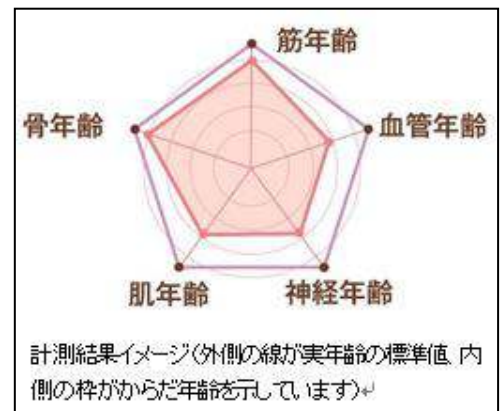 筋年齢
骨年齢
血管年齢
肌年齢
神経年齢
計測結果イメージ(外側の線が実年齢の標準値、内
側の枠がからだ年齢を示しています)↵